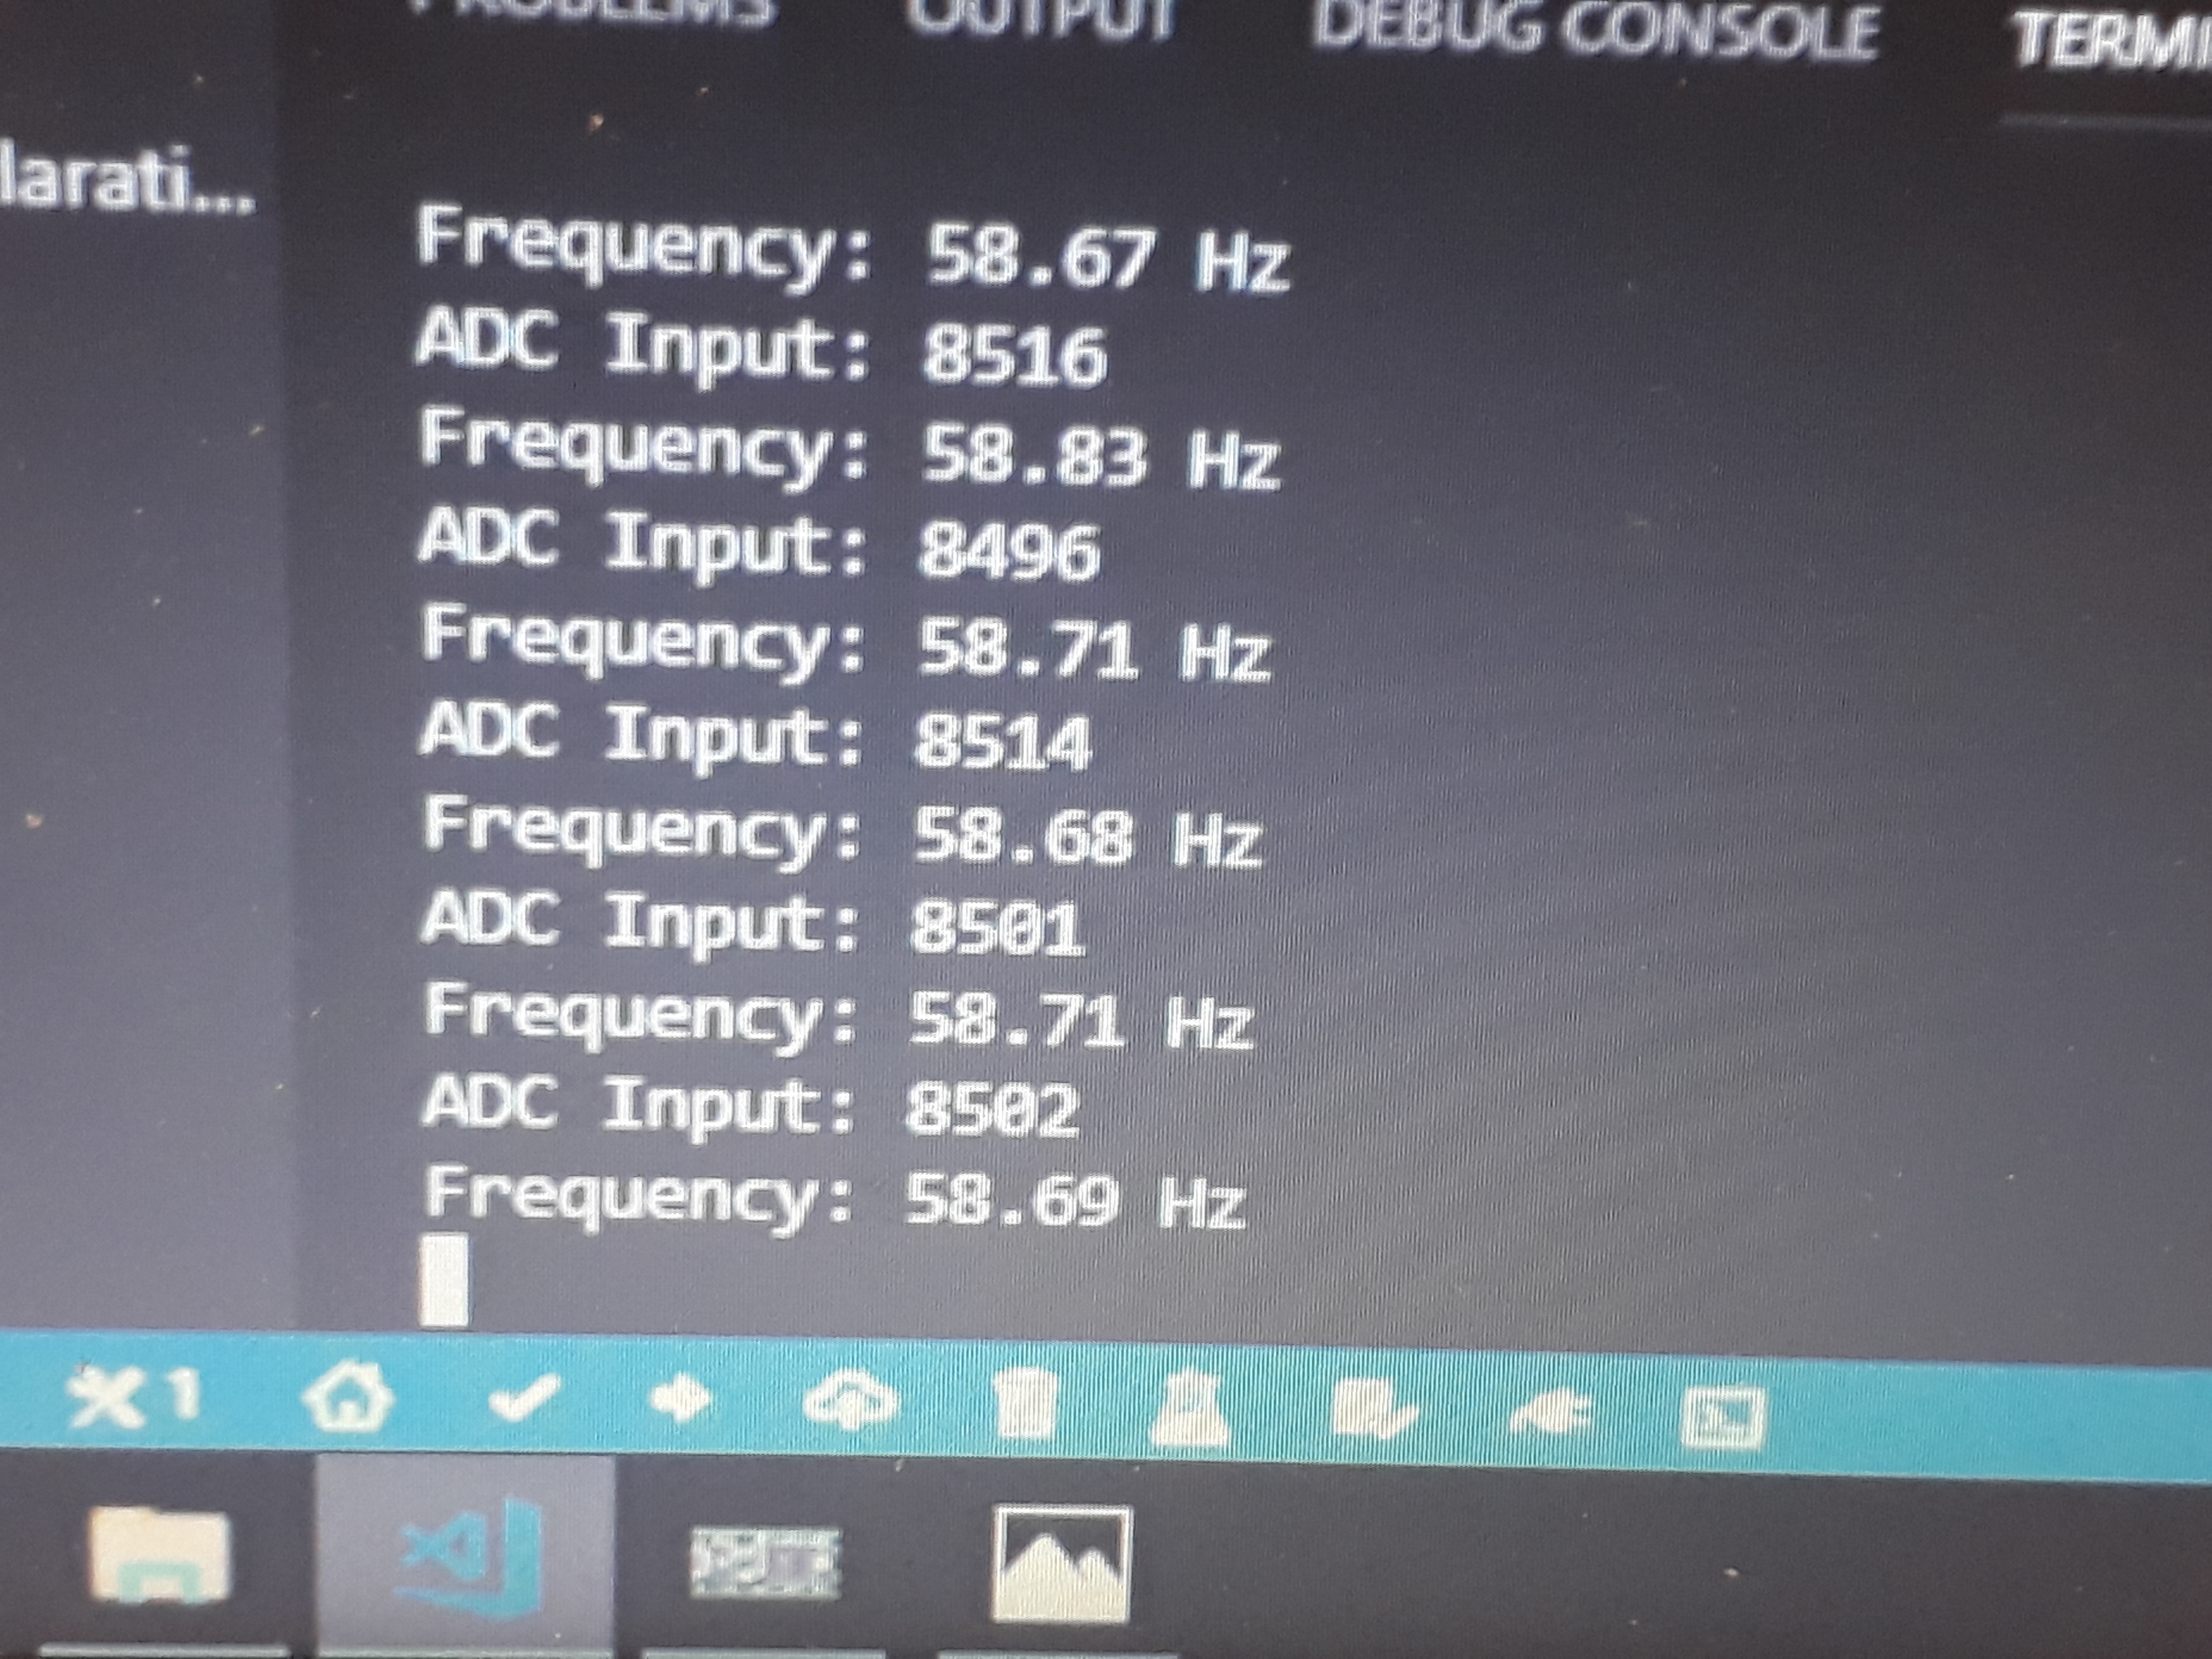 PROBLEMS OUTPUT DEBUG CONSOLE TERMI
larati...
Frequency: 58.67 Hz
ADC Input: 8516
Frequency: 58.83 Hz
ADC Input: 8496
Frequency: 58.71 Hz
ADC Input: 8514
Frequency: 58.68 Hz
ADC Input: 8501
Frequency: 58.71 Hz
ADC Input: 8502
Frequency: 58.69 Hz
1